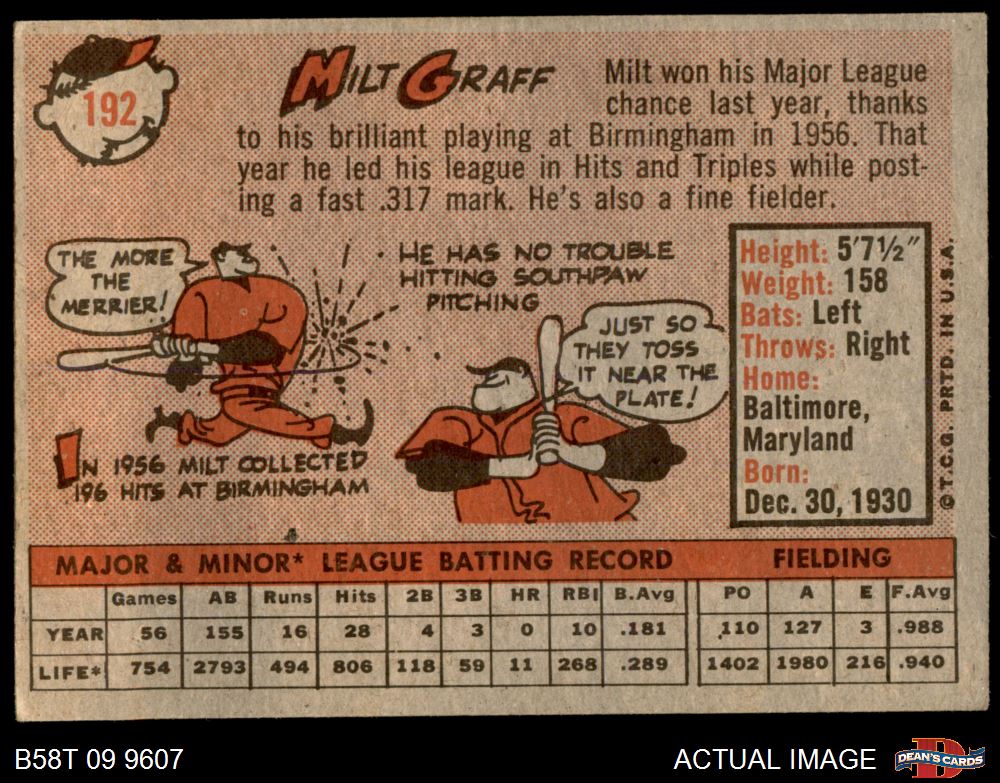 192
MILT GRAFF
Milt won his Major League
chance last year, thanks
to his brilliant playing at Birmingham in 1956. That
year he led his league in Hits and Triples while post-
ing a fast .317 mark. He's also a fine fielder.
THE MORE
THE
MERRIER!
HE HAS NO TROUBLE
HITTING SOUTHPAW
PITCHING
JUST SO
THEY TOSS
IT NEAR THE
PLATE!
IN 1956 MILT COLLECTED
196 HITS AT BIRMINGHAM
Height: 5'7½"
Weight: 158
Bats: Left
Throws: Right
Home:
Baltimore,
Maryland
Born:
Dec. 30, 1930
© T.C.G. PRTD. IN U.S.A.
MAJOR & MINOR* LEAGUE BATTING RECORD FIELDING
Games AB Runs Hits 2B 3B HR RBI B.Avg PO A E F.Avg
YEAR 56 155 16 28 4 3 0 10 .181 110 127 3 .988
LIFE* 754 2793 494 806 118 59 11 268 .289 1402 1980 216 .940
B58T 09 9607 ACTUAL IMAGE DEAN'S CARDS